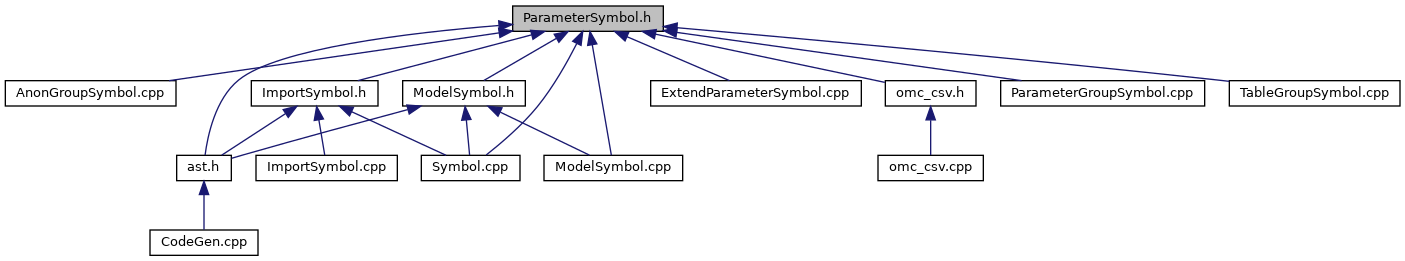 ParameterSymbol.h
AnonGroupSymbol.cpp
ImportSymbol.h
ModelSymbol.h
ExtendParameterSymbol.cpp
omc_csv.h
ParameterGroupSymbol.cpp
TableGroupSymbol.cpp
ast.h
ImportSymbol.cpp
Symbol.cpp
ModelSymbol.cpp
omc_csv.cpp
CodeGen.cpp